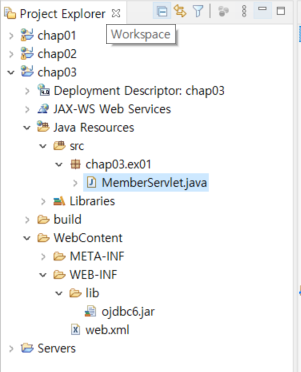 Project Explorer
Workspace
chap01
chap02
chap03
Deployment Descriptor: chap03
JAX-WS Web Services
Java Resources
src
chap03.ex01
MemberServlet.java
Libraries
build
WebContent
META-INF
WEB-INF
lib
ojdbc6.jar
web.xml
Servers